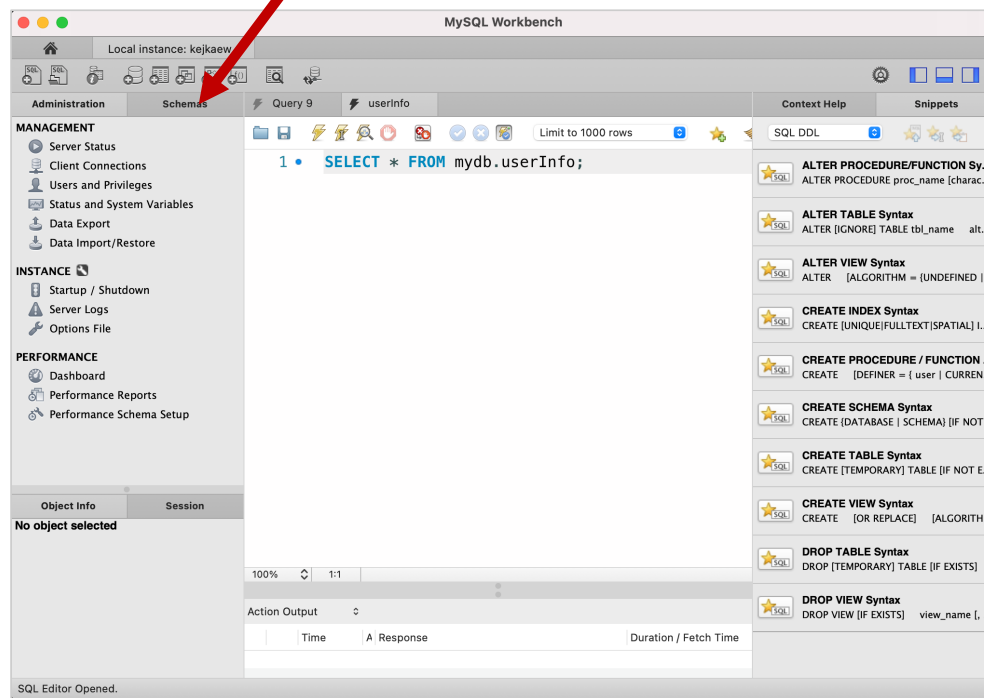 MySQL Workbench
Local instance: kejkaew
Administration
Schemas
Query 9
userInfo
Context Help
Snippets
MANAGEMENT
Server Status
Client Connections
Users and Privileges
Status and System Variables
Data Export
Data Import/Restore
INSTANCE
Startup / Shutdown
Server Logs
Options File
PERFORMANCE
Dashboard
Performance Reports
Performance Schema Setup
Object Info
Session
No object selected
Limit to 1000 rows
1 SELECT * FROM mydb.userInfo;
100%
1:1
Action Output
Time
A
Response
Duration / Fetch Time
SQL DDL
ALTER PROCEDURE/FUNCTION Sy...
ALTER PROCEDURE proc_name [charac...
ALTER TABLE Syntax
ALTER [IGNORE] TABLE tbl_name alt...
ALTER VIEW Syntax
ALTER [ALGORITHM = {UNDEFINED |
CREATE INDEX Syntax
CREATE [UNIQUE|FULLTEXT|SPATIAL] I...
CREATE PROCEDURE / FUNCTION
CREATE [DEFINER = { user | CURREN
CREATE SCHEMA Syntax
CREATE {DATABASE | SCHEMA} [IF NOT
CREATE TABLE Syntax
CREATE [TEMPORARY] TABLE [IF NOT E...
CREATE VIEW Syntax
CREATE [OR REPLACE] [ALGORITH
DROP TABLE Syntax
DROP [TEMPORARY] TABLE [IF EXISTS]
DROP VIEW Syntax
DROP VIEW [IF EXISTS] view_name [,
SQL Editor Opened.